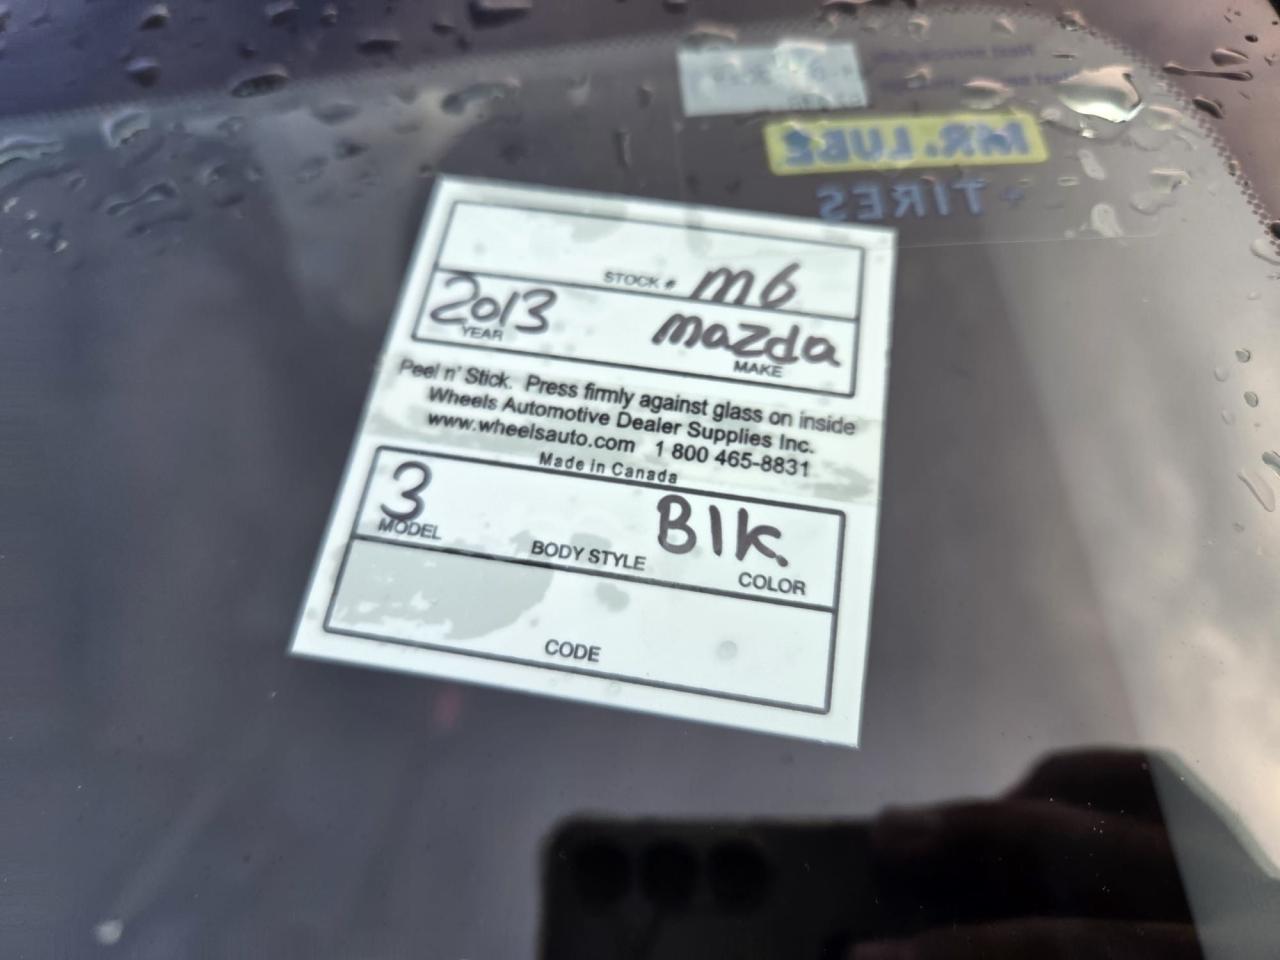 MR. LUBE
+ TIRES
STOCK # M6
2013 Mazda
YEAR MAKE
Peel n' Stick. Press firmly against glass on inside
Wheels Automotive Dealer Supplies Inc.
www.wheelsauto.com 1 800 465-8831
Made in Canada
3 Blk.
MODEL BODY STYLE COLOR
CODE